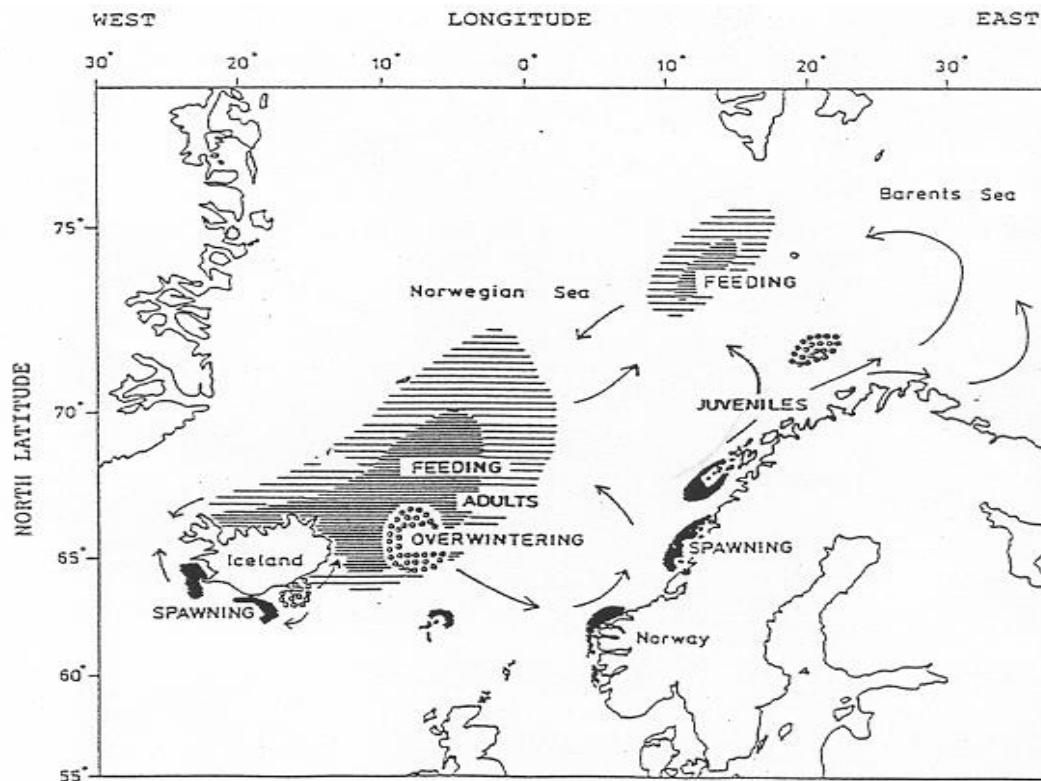 WEST LONGITUDE EAST
30° 20° 10° 0° 10° 20° 30°
Barents Sea
75°
FEEDING
Norwegian Sea
NORTH LATITUDE
70°
JUVENILES
FEEDING
ADULTS
OVERWINTERING
65°
Iceland
SPAWNING
SPAWNING
Norway
60°
55°